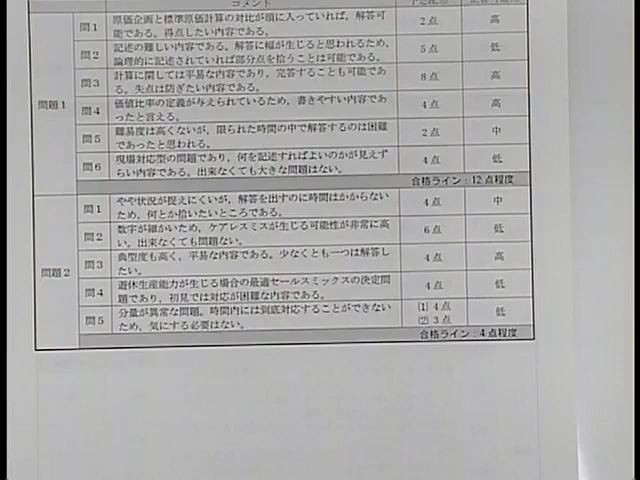 コメント
問題1
問1 原価企画と標準原価計算の対比が頭に入っていれば,解答可 2点 高
能である。得点したい内容である。
問2 記述の難しい内容である。解答に幅が生じると思われるため, 5点 低
論理的に記述されていれば部分点を拾うことは可能である。
問3 計算に関しては平易な内容であり,完答することも可能であ 8点 高
る。失点は防ぎたい内容である。
問4 価値比率の定義が与えられているため,書きやすい内容であ 4点 高
ったと言える。
問5 難易度は高くないが,限られた時間の中で解答するのは困難 2点 中
であったと思われる。
問6 現場対応型の問題であり,何を記述すればよいのかが見えず 4点 低
らい内容である。出来なくても大きな問題はない。
合格ライン:12点程度
問題2
問1 やや状況が捉えにくいが,解答を出すのに時間はかからない 4点 中
ため,何とか拾いたいところである。
問2 数字が細かいため,ケアレスミスが生じる可能性が非常に高 6点 低
い。出来なくても問題ない。
問3 典型度も高く,平易な内容である。少なくとも一つは解答し 4点 高
たい。
問4 遊休生産能力が生じる場合の最適セールスミックスの決定問 4点 低
題であり,初見では対応が困難な内容である。
問5 分量が異常な問題。時間内には到底対応することができない (1) 4点 低
ため,気にする必要はない。 (2) 3点
合格ライン:4点程度